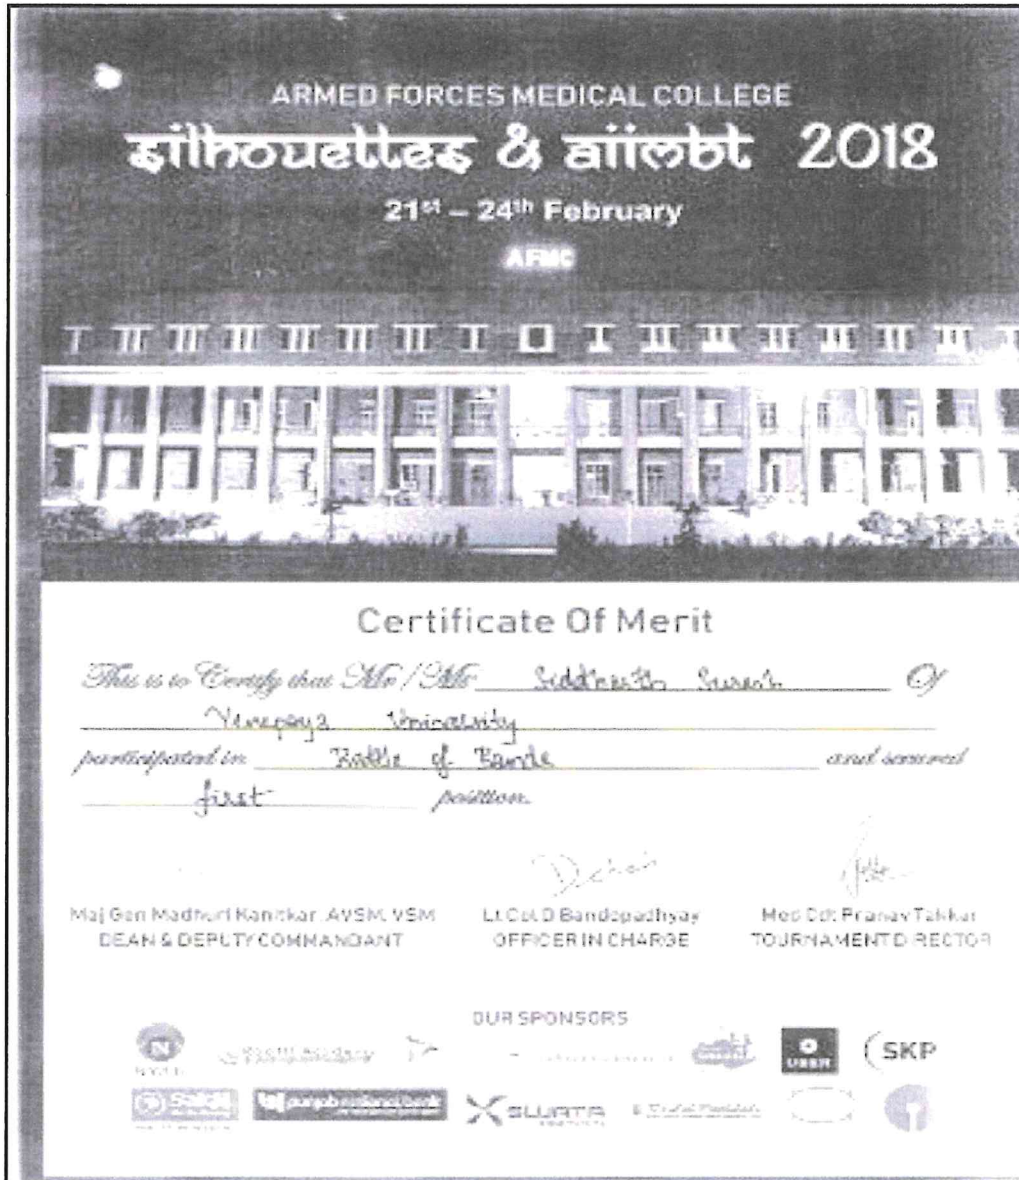 ARMED FORCES MEDICAL COLLEGE
silhouettes & aiimbt 2018
21st – 24th February
AFMC
Certificate Of Merit
This is to Certify that Mr / Ms Siddharth Suresh Of
Yenepoya University
participated in Battle of Bands and secured
first position
Maj Gen Madhuri Kanitkar, AVSM, VSM
DEAN & DEPUTY COMMANDANT
Lt Col D Bandopadhyay
OFFICER IN CHARGE
Med Cdt Pranav Takkar
TOURNAMENT DIRECTOR
OUR SPONSORS
N
UBER
SKP
punjab national bank